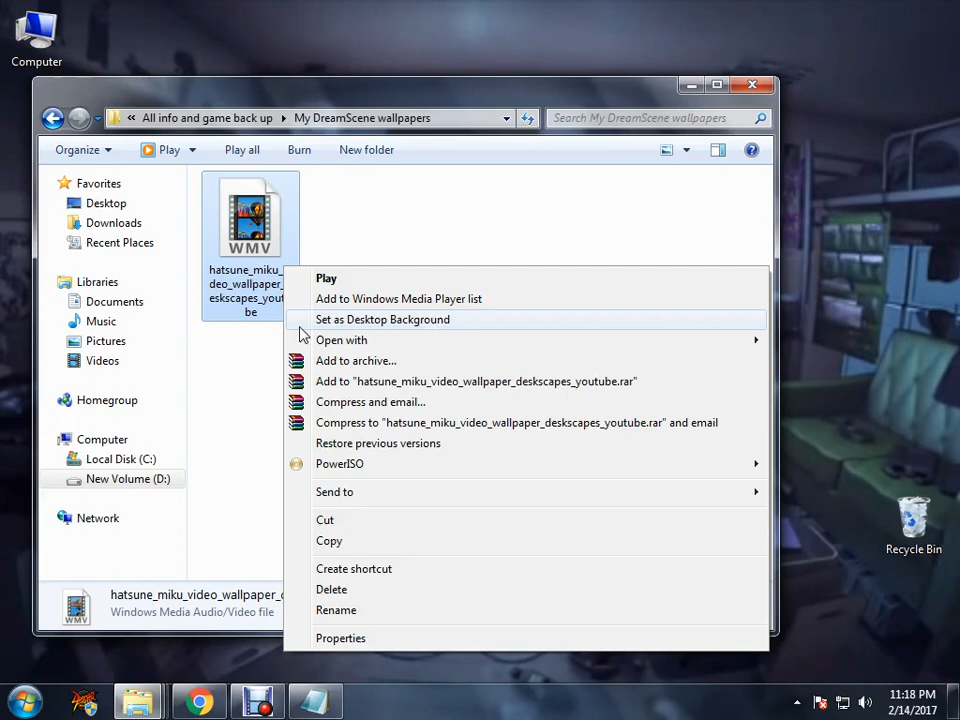 Computer
« All info and game back up My DreamScene wallpapers
Search My DreamScene wallpapers
Organize
Play
Play all
Burn
New folder
Favorites
Desktop
Downloads
Recent Places
Libraries
Documents
Music
Pictures
Videos
Homegroup
Computer
Local Disk (C:)
New Volume (D:)
Network
WMV
hatsune_miku_
deo_wallpaper_
eskscapes_yout
be
Play
Add to Windows Media Player list
Set as Desktop Background
Open with
Add to archive...
Add to "hatsune_miku_video_wallpaper_deskscapes_youtube.rar"
Compress and email...
Compress to "hatsune_miku_video_wallpaper_deskscapes_youtube.rar" and email
Restore previous versions
PowerISO
Send to
Cut
Copy
Create shortcut
Delete
Rename
Properties
WMV
hatsune_miku_video_wallpaper_
Windows Media Audio/Video file
Recycle Bin
11:18 PM
2/14/2017